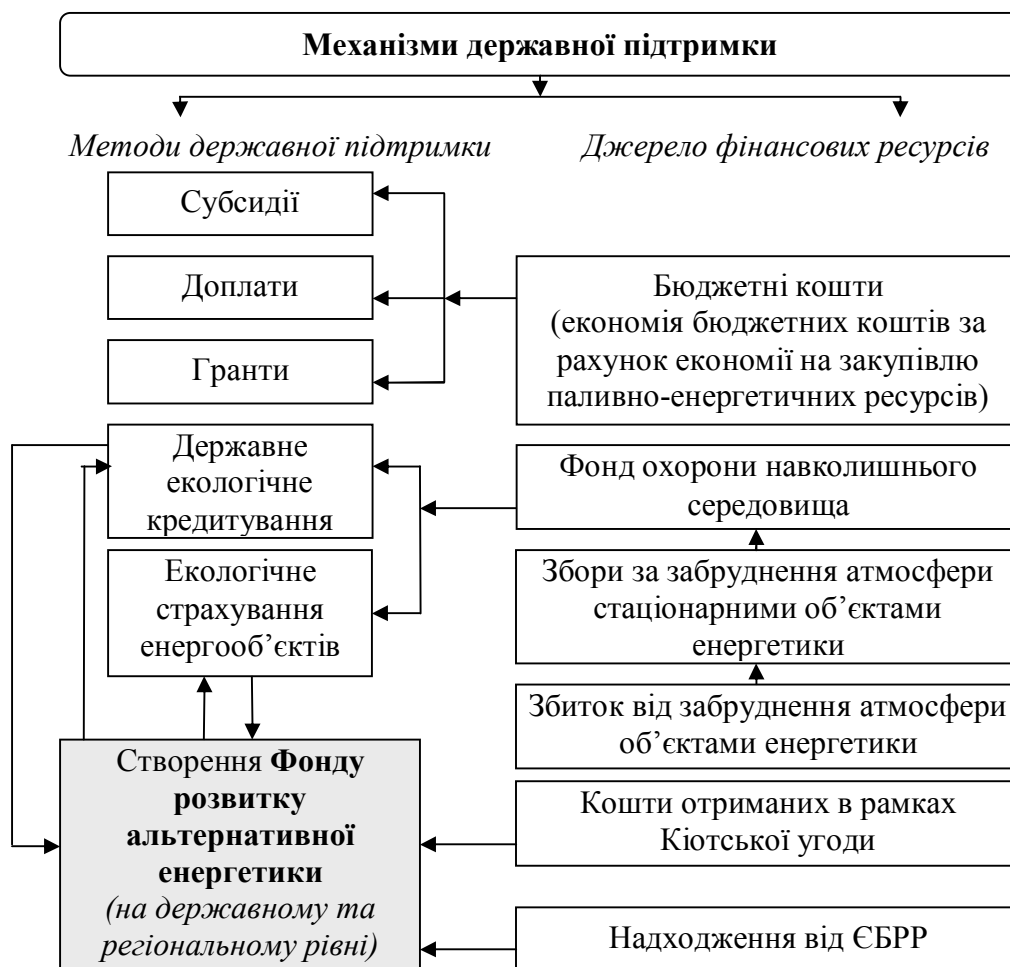 Механізми державної підтримки
Методи державної підтримки
Джерело фінансових ресурсів
Субсидії
Доплати
Гранти
Державне
екологічне
кредитування
Екологічне
страхування
енергооб’єктів
Створення Фонду
розвитку
альтернативної
енергетики
(на державному та
регіональному рівні)
Бюджетні кошти
(економія бюджетних коштів за
рахунок економії на закупівлю
паливно-енергетичних ресурсів)
Фонд охорони навколишнього
середовища
Збори за забруднення атмосфери
стаціонарними об’єктами
енергетики
Збиток від забруднення атмосфери
об’єктами енергетики
Кошти отриманих в рамках
Кіотської угоди
Надходження від ЄБРР